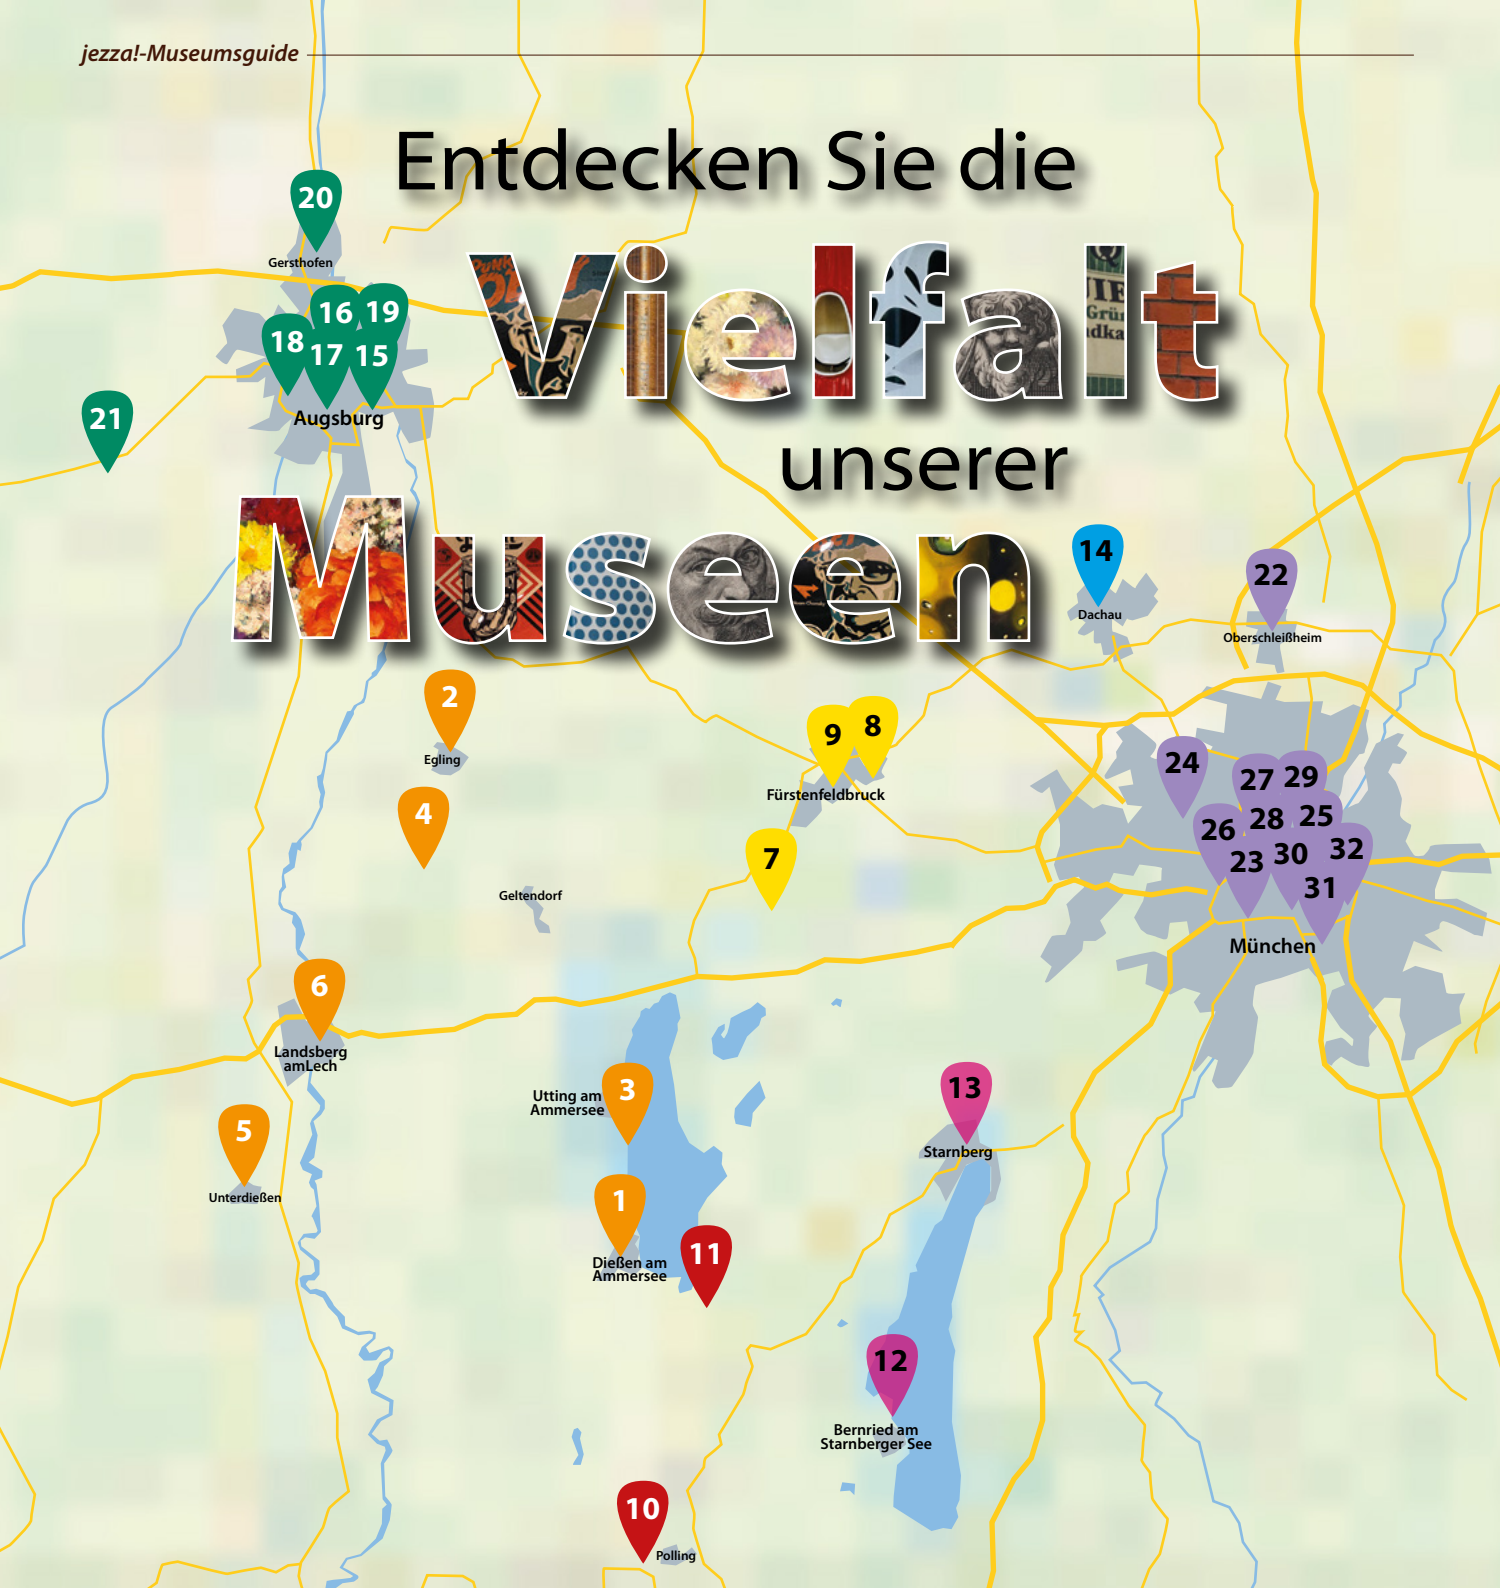 jezza!-Museumsguide
Entdecken Sie die
Vielfalt
unserer
Museen
20
Gersthofen
16
19
18
17
15
Augsburg
21
14
Dachau
22
Oberschleißheim
2
Egling
4
9
8
Fürstenfeldbruck
7
24
27
29
26
28
25
23
30
32
31
München
Geltendorf
6
Landsberg
amLech
5
Unterdießen
3
Utting am
Ammersee
1
Dießen am
Ammersee
11
13
Starnberg
12
Bernried am
Starnberger See
10
Polling